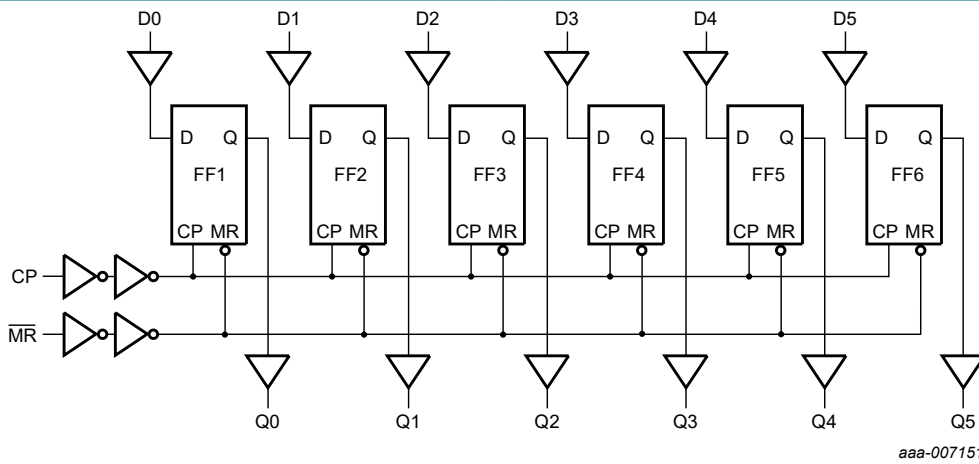 D0 D1 D2 D3 D4 D5
D Q D Q D Q D Q D Q D Q
FF1 FF2 FF3 FF4 FF5 FF6
CP MR CP MR CP MR CP MR CP MR CP MR
CP
M̅R̅
Q0 Q1 Q2 Q3 Q4 Q5
aaa-007151